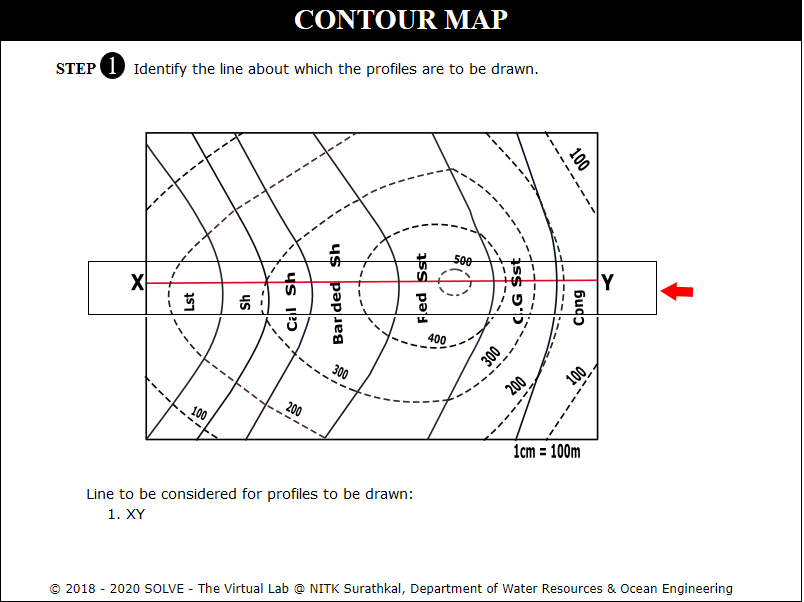 CONTOUR MAP
STEP 1 Identify the line about which the profiles are to be drawn.
100
X
Lst
Sh
Cal Sh
Banded Sh
Red Sst
500
C.G Sst
Cong
Y
400
300
300
200
100
200
100
1cm = 100m
Line to be considered for profiles to be drawn:
1. XY
© 2018 - 2020 SOLVE - The Virtual Lab @ NITK Surathkal, Department of Water Resources & Ocean Engineering